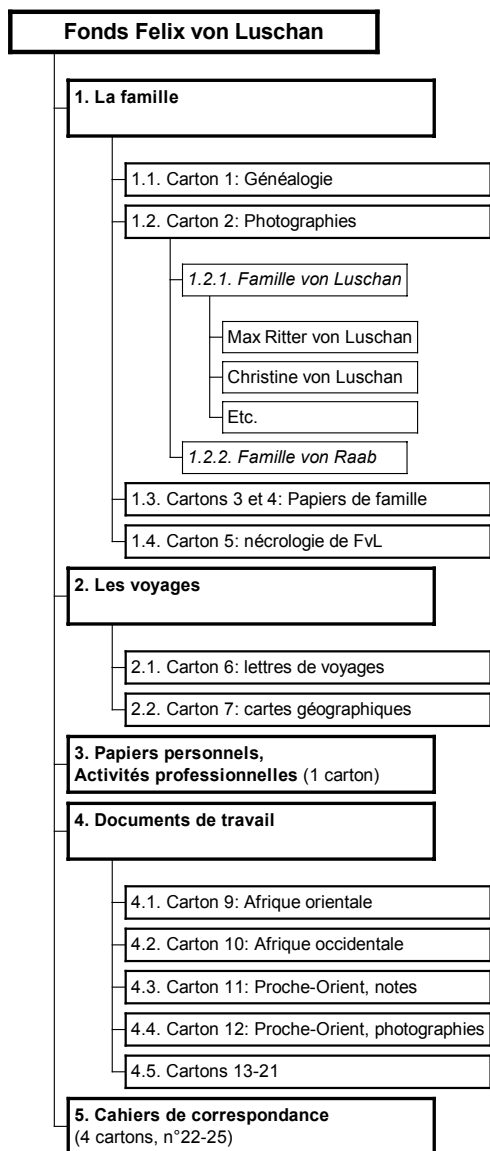 Fonds Felix von Luschan
1. La famille
1.1. Carton 1: Généalogie
1.2. Carton 2: Photographies
1.2.1. Famille von Luschan
Max Ritter von Luschan
Christine von Luschan
Etc.
1.2.2. Famille von Raab
1.3. Cartons 3 et 4: Papiers de famille
1.4. Carton 5: nécrologie de FvL
2. Les voyages
2.1. Carton 6: lettres de voyages
2.2. Carton 7: cartes géographiques
3. Papiers personnels,
Activités professionnelles (1 carton)
4. Documents de travail
4.1. Carton 9: Afrique orientale
4.2. Carton 10: Afrique occidentale
4.3. Carton 11: Proche-Orient, notes
4.4. Carton 12: Proche-Orient, photographies
4.5. Cartons 13-21
5. Cahiers de correspondance
(4 cartons, n°22-25)